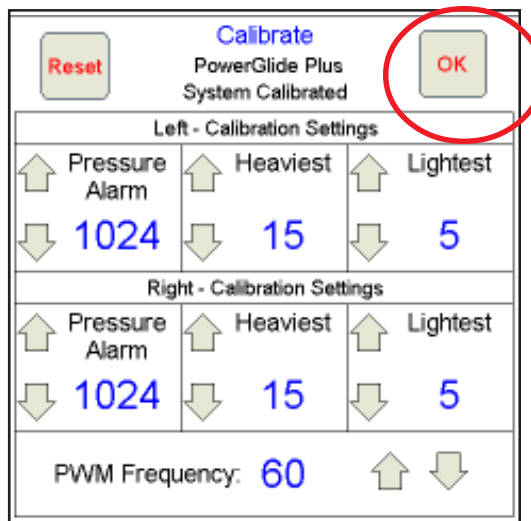 Calibrate
Reset
PowerGlide Plus
OK
System Calibrated
Left - Calibration Settings
Pressure Alarm
Heaviest
Lightest
1024
15
5
Right - Calibration Settings
Pressure Alarm
Heaviest
Lightest
1024
15
5
PWM Frequency: 60